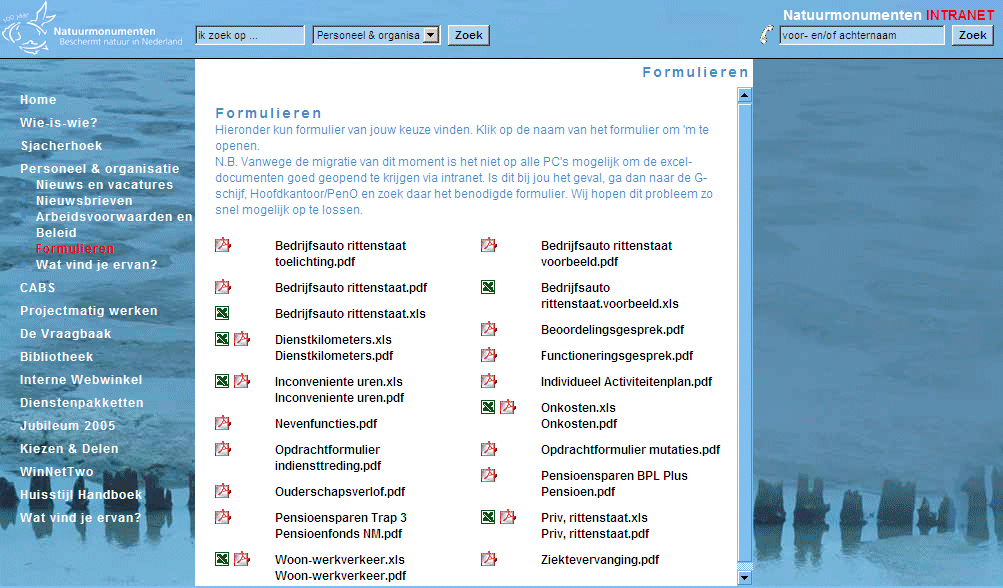 100 jaar
Natuurmonumenten
Beschermt natuur in Nederland
ik zoek op ...
Personeel & organisa
Zoek
Natuurmonumenten INTRANET
voor- en/of achternaam
Zoek
Home
Wie-is-wie?
Sjacherhoek
Personeel & organisatie
Nieuws en vacatures
Nieuwsbrieven
Arbeidsvoorwaarden en
Beleid
Formulieren
Wat vind je ervan?
CABS
Projectmatig werken
De Vraagbaak
Bibliotheek
Interne Webwinkel
Dienstenpakketten
Jubileum 2005
Kiezen & Delen
WinNetTwo
Huisstijl Handboek
Wat vind je ervan?
Formulieren
Formulieren
Hieronder kun formulier van jouw keuze vinden. Klik op de naam van het formulier om 'm te
openen.
N.B. Vanwege de migratie van dit moment is het niet op alle PC's mogelijk om de excel-
documenten goed geopend te krijgen via intranet. Is dit bij jou het geval, ga dan naar de G-
schijf, Hoofdkantoor/PenO en zoek daar het benodigde formulier. Wij hopen dit probleem zo
snel mogelijk op te lossen.
Bedrijfsauto rittenstaat
toelichting.pdf
Bedrijfsauto rittenstaat.pdf
Bedrijfsauto rittenstaat.xls
Dienstkilometers.xls
Dienstkilometers.pdf
Inconveniente uren.xls
Inconveniente uren.pdf
Nevenfuncties.pdf
Opdrachtformulier
indiensttreding.pdf
Ouderschapsverlof.pdf
Pensioensparen Trap 3
Pensioenfonds NM.pdf
Woon-werkverkeer.xls
Woon-werkverkeer.pdf
Bedrijfsauto rittenstaat
voorbeeld.pdf
Bedrijfsauto
rittenstaat.voorbeeld.xls
Beoordelingsgesprek.pdf
Functioneringsgesprek.pdf
Individueel Activiteitenplan.pdf
Onkosten.xls
Onkosten.pdf
Opdrachtformulier mutaties.pdf
Pensioensparen BPL Plus
Pensioen.pdf
Priv, rittenstaat.xls
Priv, rittenstaat.pdf
Ziektevervanging.pdf